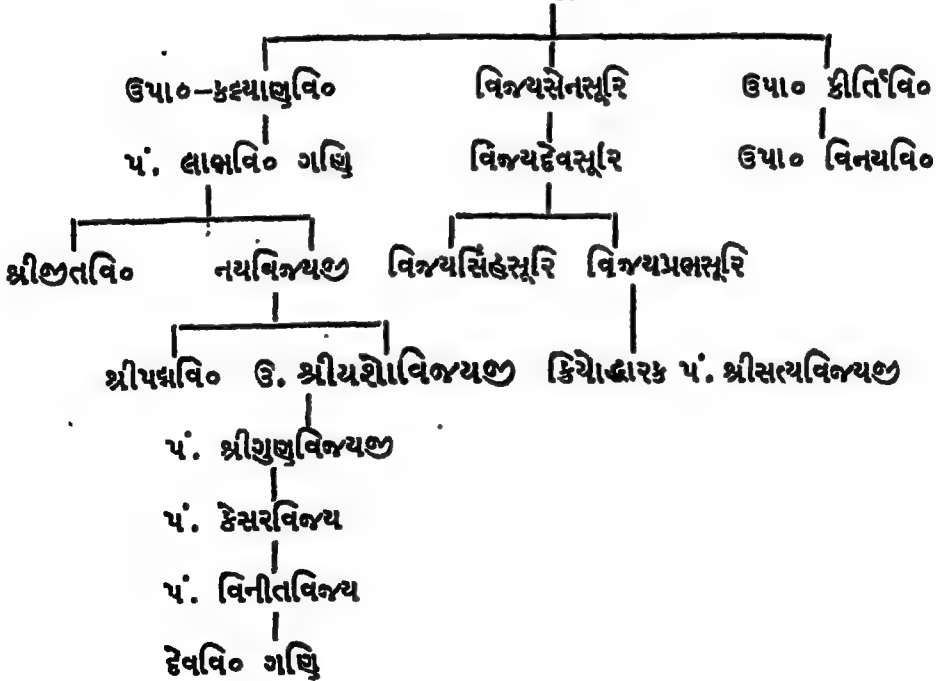 ઉપા૦-કલ્યાણવિ૦ વિજયસેનસૂરિ ઉપા૦ કીર્તિવિ૦
પં. લાભવિ૦ ગણિ વિજયદેવસૂરિ ઉપા૦ વિનયવિ૦
શ્રીજીતવિ૦ નયવિજયજી વિજયસિંહસૂરિ વિજયપ્રભસૂરિ
શ્રીપદ્મવિ૦ ઉ. શ્રીયશોવિજયજી ક્રિયોદ્ધારક પં. શ્રીસત્યવિજયજી
પં. શ્રીગુણવિજયજી
પં. કેસરવિજય
પં. વિનીતવિજય
દેવવિ૦ ગણિ